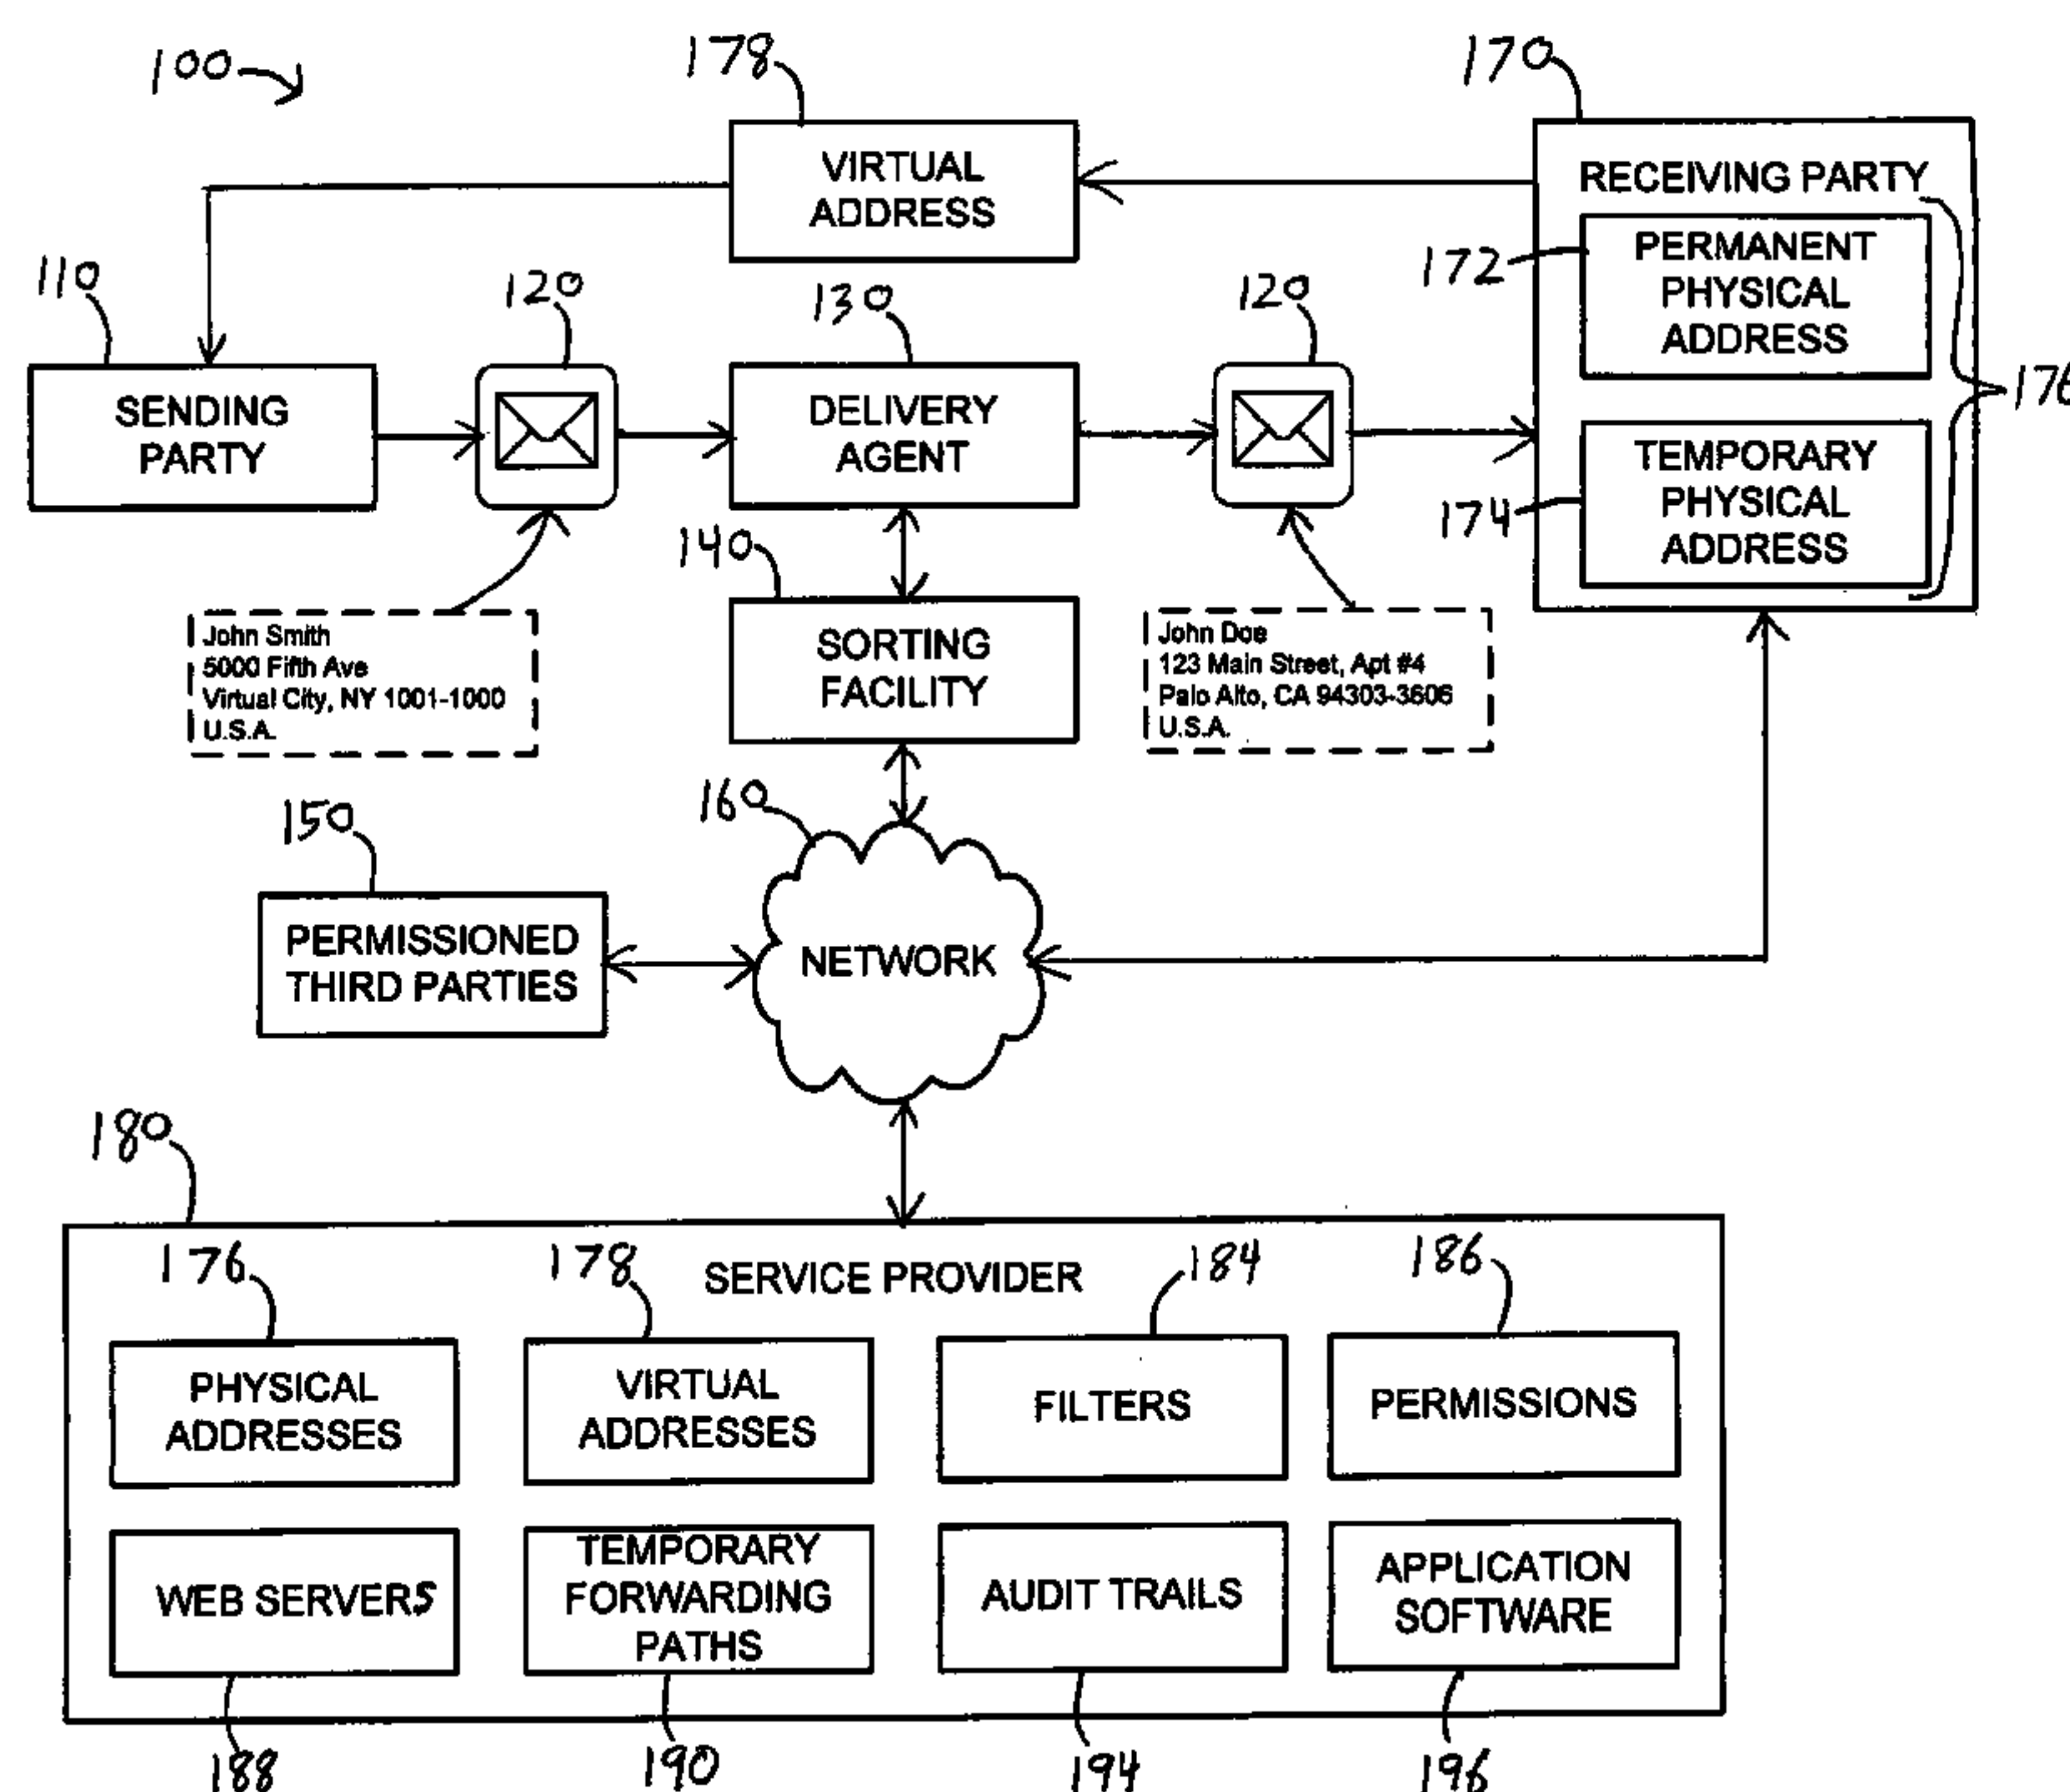 100
178
170
VIRTUAL
ADDRESS
RECEIVING PARTY
172
PERMANENT
PHYSICAL
ADDRESS
176
110
120
130
120
SENDING
PARTY
DELIVERY
AGENT
174
TEMPORARY
PHYSICAL
ADDRESS
140
John Smith
5000 Fifth Ave
Virtual City, NY 1001-1000
U.S.A.
SORTING
FACILITY
John Doe
123 Main Street, Apt #4
Palo Alto, CA 94303-3606
U.S.A.
150
160
PERMISSIONED
THIRD PARTIES
NETWORK
180
SERVICE PROVIDER
176
178
184
186
PHYSICAL
ADDRESSES
VIRTUAL
ADDRESSES
FILTERS
PERMISSIONS
WEB SERVERS
TEMPORARY
FORWARDING
PATHS
AUDIT TRAILS
APPLICATION
SOFTWARE
188
190
194
196